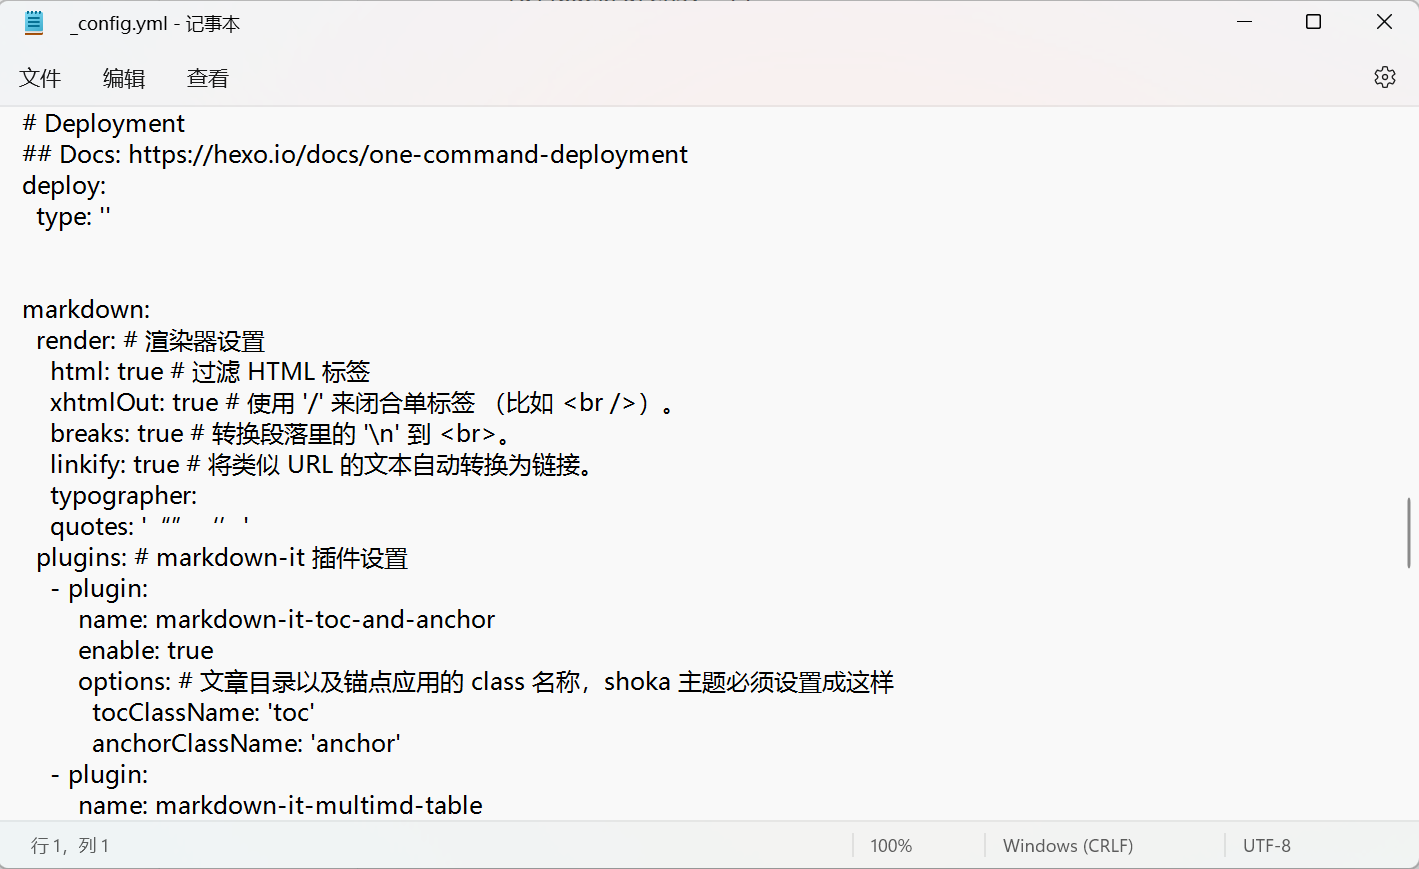 _config.yml - 记事本
文件 编辑 查看
# Deployment
## Docs: https://hexo.io/docs/one-command-deployment
deploy:
  type: ''
markdown:
  render: # 渲染器设置
    html: true # 过滤 HTML 标签
    xhtmlOut: true # 使用 '/' 来闭合单标签 （比如 <br />）。
    breaks: true # 转换段落里的 '\n' 到 <br>。
    linkify: true # 将类似 URL 的文本自动转换为链接。
    typographer:
    quotes: '“”‘’'
  plugins: # markdown-it 插件设置
    - plugin:
        name: markdown-it-toc-and-anchor
        enable: true
        options: # 文章目录以及锚点应用的 class 名称，shoka 主题必须设置成这样
          tocClassName: 'toc'
          anchorClassName: 'anchor'
    - plugin:
        name: markdown-it-multimd-table
行 1，列 1 100% Windows (CRLF) UTF-8